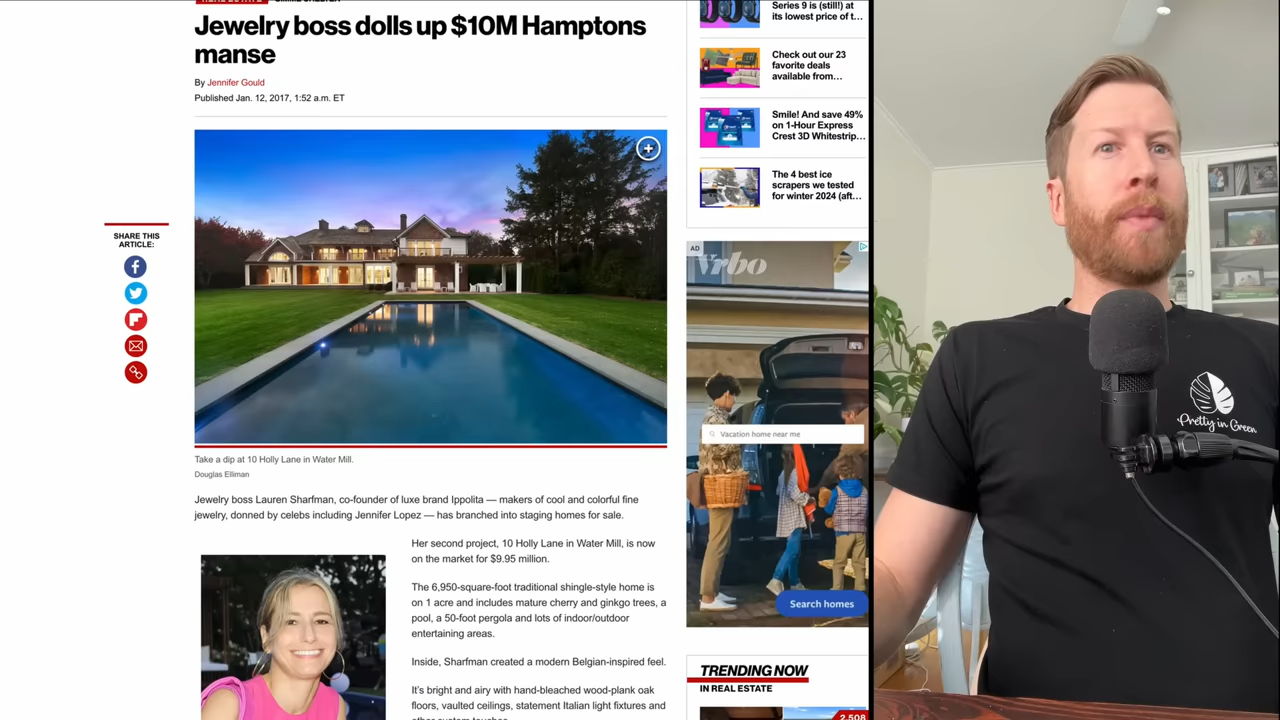 Jewelry boss dolls up $10M Hamptons
manse
By Jennifer Gould
Published Jan. 12, 2017, 1:52 a.m. ET
SHARE THIS
ARTICLE:
Take a dip at 10 Holly Lane in Water Mill.
Douglas Elliman
Jewelry boss Lauren Sharfman, co-founder of luxe brand Ippolita — makers of cool and colorful fine
jewelry, donned by celebs including Jennifer Lopez — has branched into staging homes for sale.
Her second project, 10 Holly Lane in Water Mill, is now
on the market for $9.95 million.
The 6,950-square-foot traditional shingle-style home is
on 1 acre and includes mature cherry and ginkgo trees, a
pool, a 50-foot pergola and lots of indoor/outdoor
entertaining areas.
Inside, Sharfman created a modern Belgian-inspired feel.
It's bright and airy with hand-bleached wood-plank oak
floors, vaulted ceilings, statement Italian light fixtures and
Series 9 is (still!) at
its lowest price of t…
Check out our 23
favorite deals
available from…
Smile! And save 49%
on 1-Hour Express
Crest 3D Whitestrip…
The 4 best ice
scrapers we tested
for winter 2024 (aft…
AD
Vrbo
Vacation home near me
Search homes
TRENDING NOW
IN REAL ESTATE
2,508
Pretty in Green